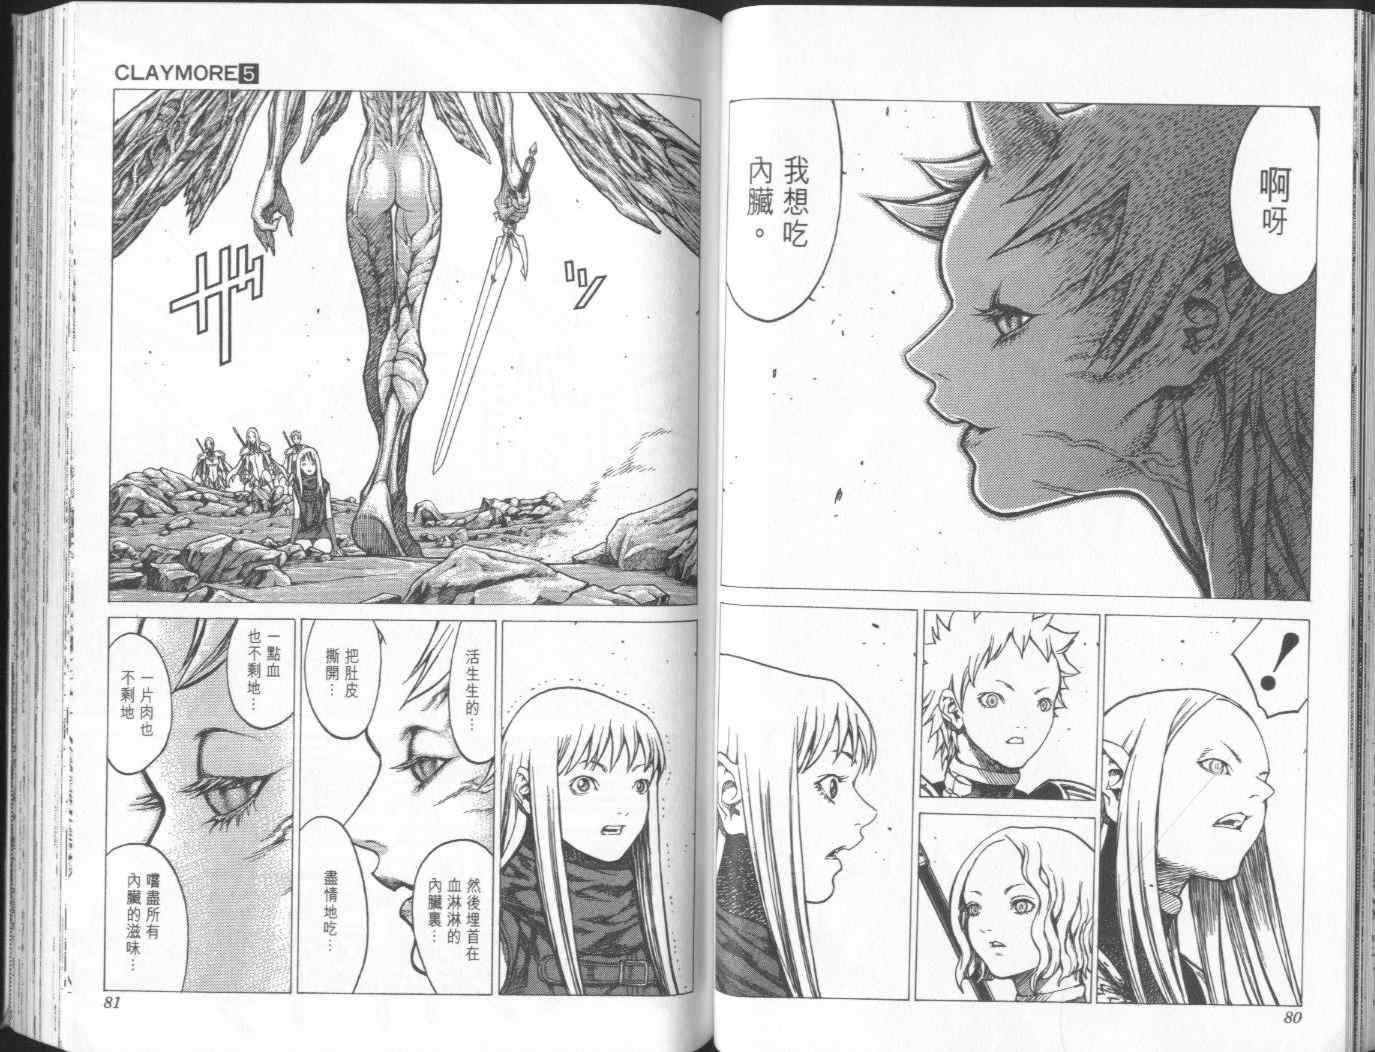 啊呀
我想吃
內臟。
！
80
CLAYMORE 5
ザザ
ッ
活生生的…
把肚皮
撕開…
然後埋首在
血淋淋的
內臟裏…
盡情地吃…
一點血
也不剩地…
一片肉也
不剩地
嚐盡所有
內臟的滋味…
81